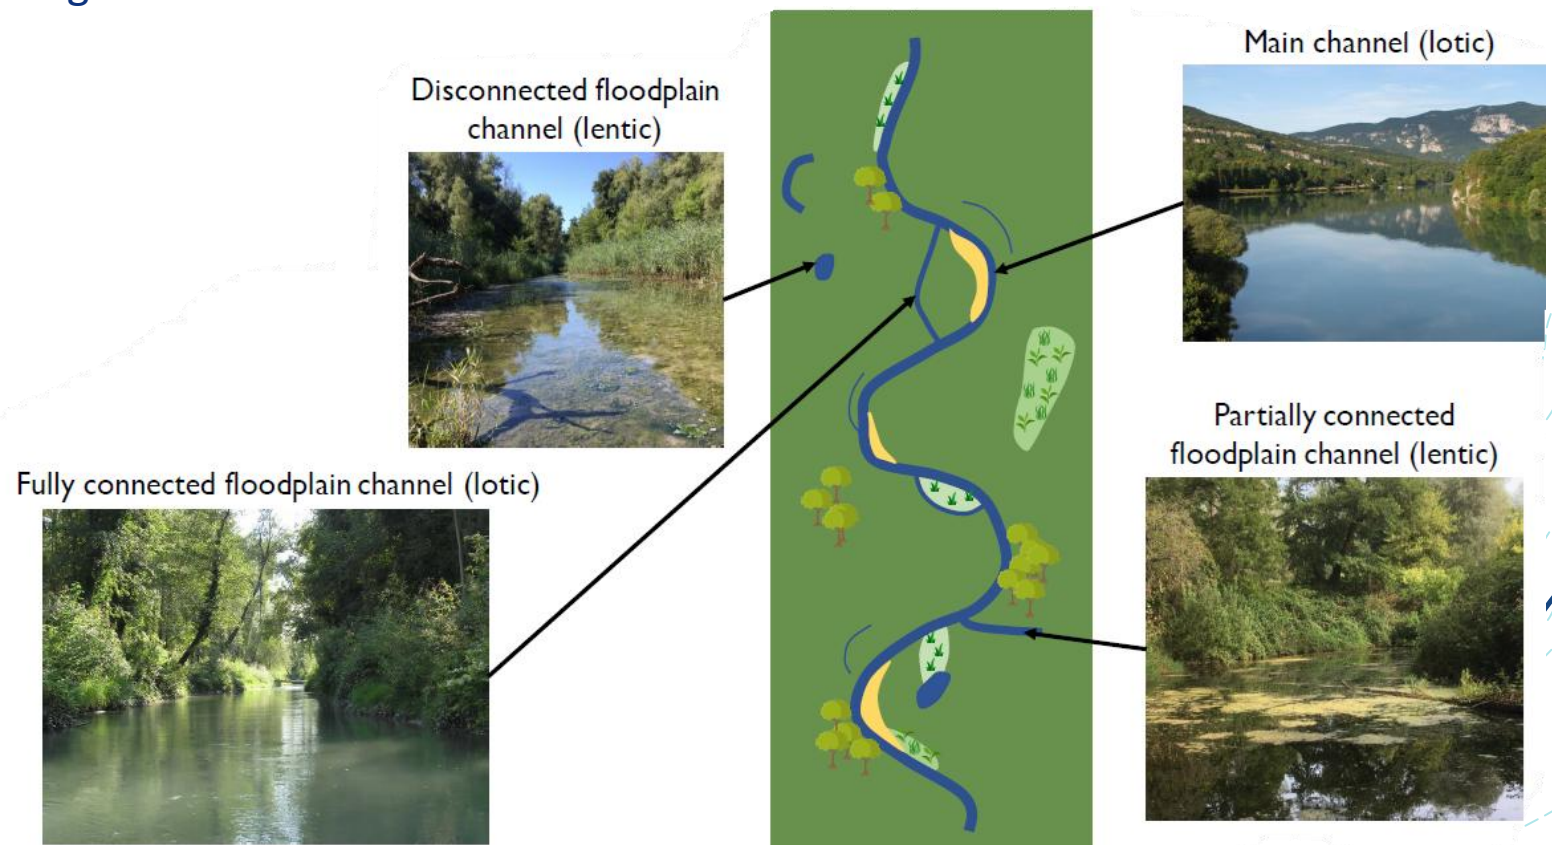 Main channel (lotic)
Disconnected floodplain
channel (lentic)
Partially connected
floodplain channel (lentic)
Fully connected floodplain channel (lotic)